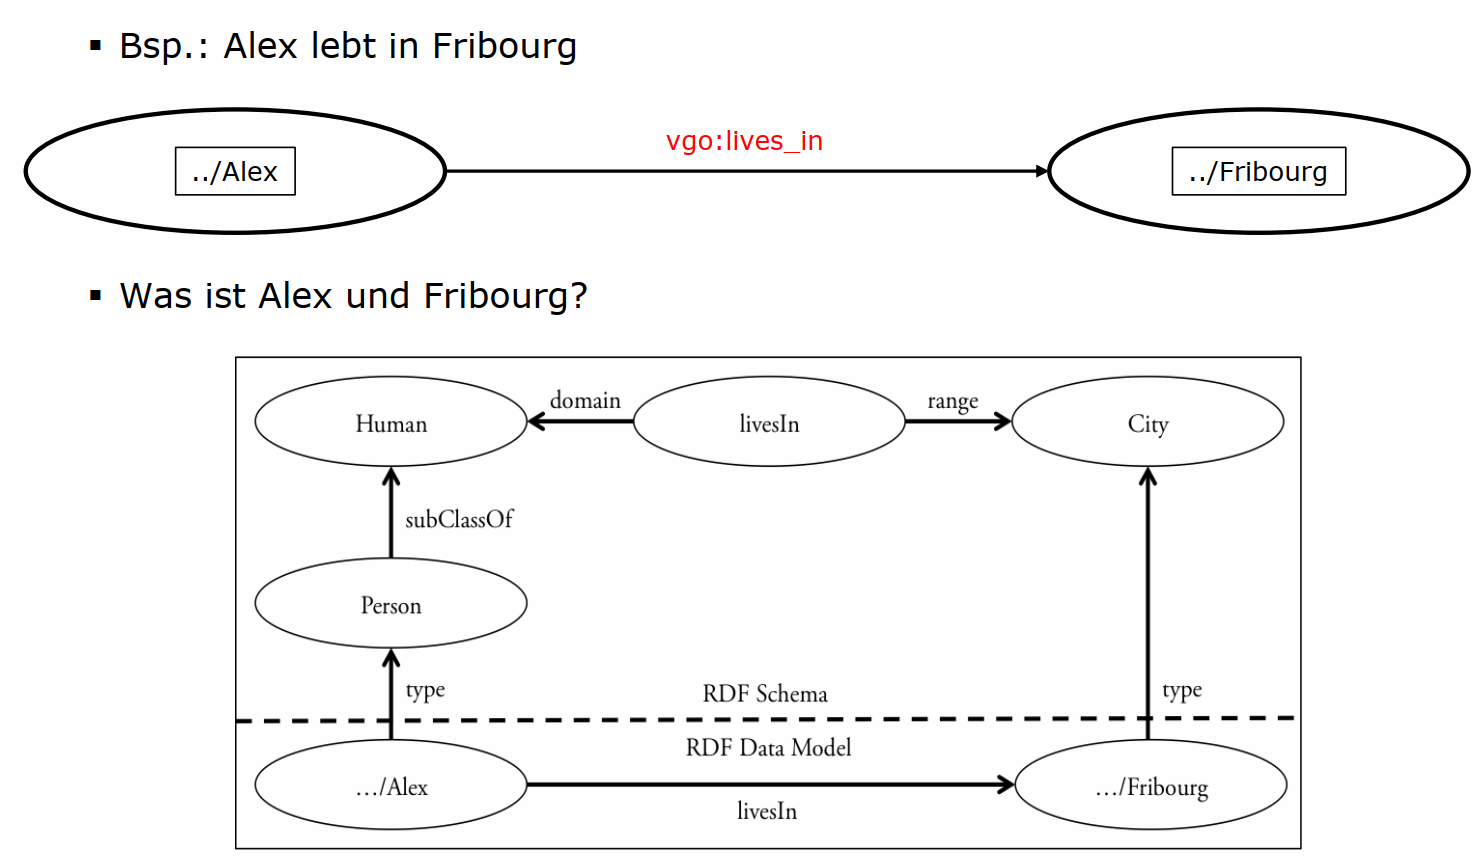 ▪ Bsp.: Alex lebt in Fribourg
vgo:lives_in
../Alex
../Fribourg
▪ Was ist Alex und Fribourg?
domain
range
Human
livesIn
City
subClassOf
Person
type
RDF Schema
type
RDF Data Model
.../Alex
.../Fribourg
livesIn